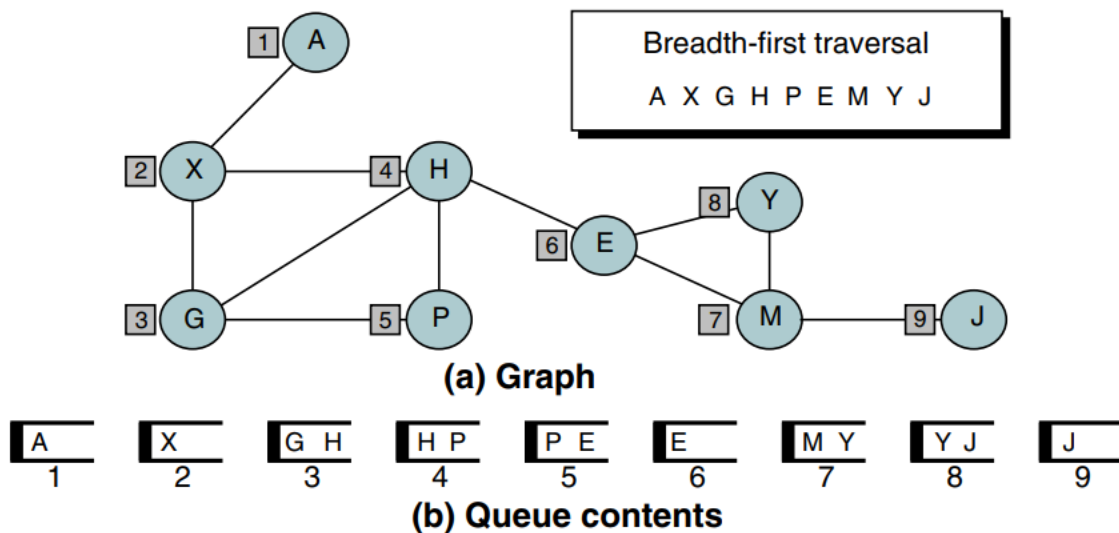 1 A
Breadth-first traversal
A X G H P E M Y J
2 X 4 H
8 Y
6 E
3 G 5 P 7 M 9 J
(a) Graph
A X G H H P P E E M Y Y J J
1 2 3 4 5 6 7 8 9
(b) Queue contents